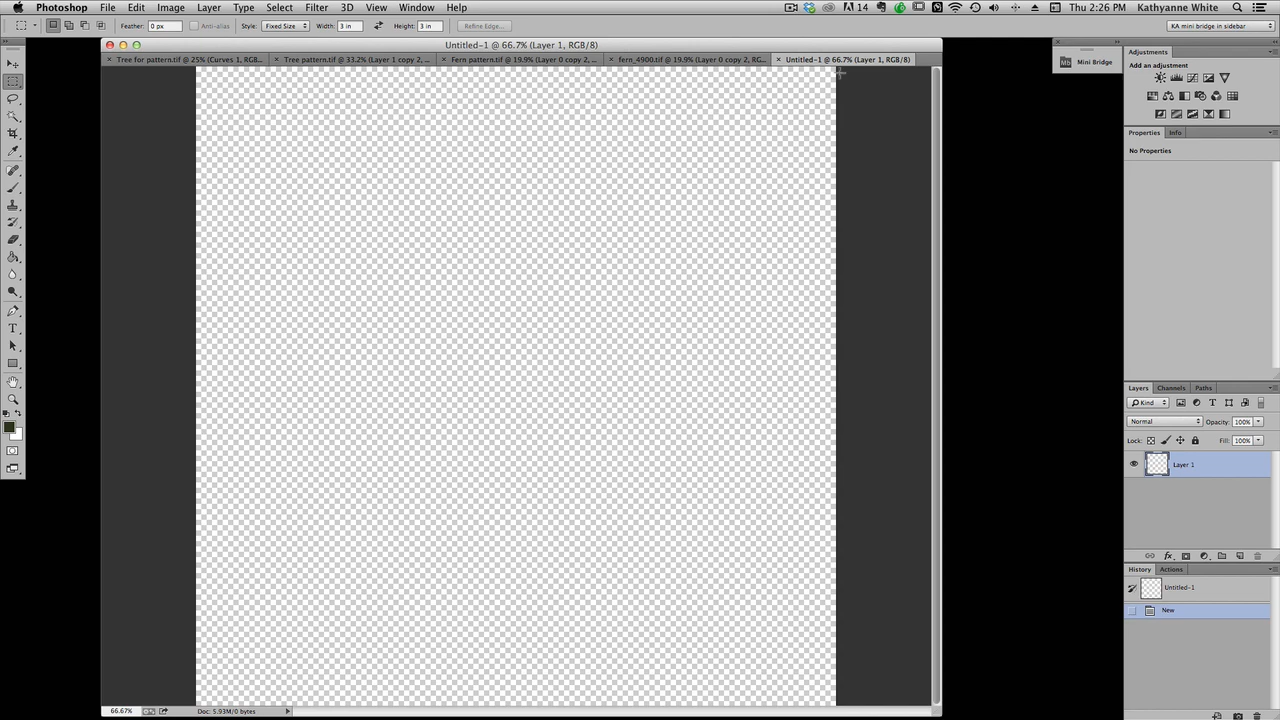 Photoshop File Edit Image Layer Type Select Filter 3D View Window Help 14 Thu 2:26 PM Kathyanne White
Feather: 0 px Anti-alias Style: Fixed Size Width: 3 in Height: 3 in Refine Edge... KA mini bridge in sidebar
Untitled-1 @ 66.7% (Layer 1, RGB/8)
× Tree for pattern.tif @ 25% (Curves 1, RGB... × Tree pattern.tif @ 33.2% (Layer 1 copy 2, ... × Fern pattern.tif @ 19.9% (Layer 0 copy 2, ... × fern_4900.tif @ 19.9% (Layer 0 copy 2, RG... × Untitled-1 @ 66.7% (Layer 1, RGB/8)
Mb Mini Bridge
Adjustments
Add an adjustment
Properties Info
No Properties
Layers Channels Paths
Kind
Normal Opacity: 100%
Lock: Fill: 100%
Layer 1
fx
History Actions
Untitled-1
New
66.67% Doc: 5.93M/0 bytes